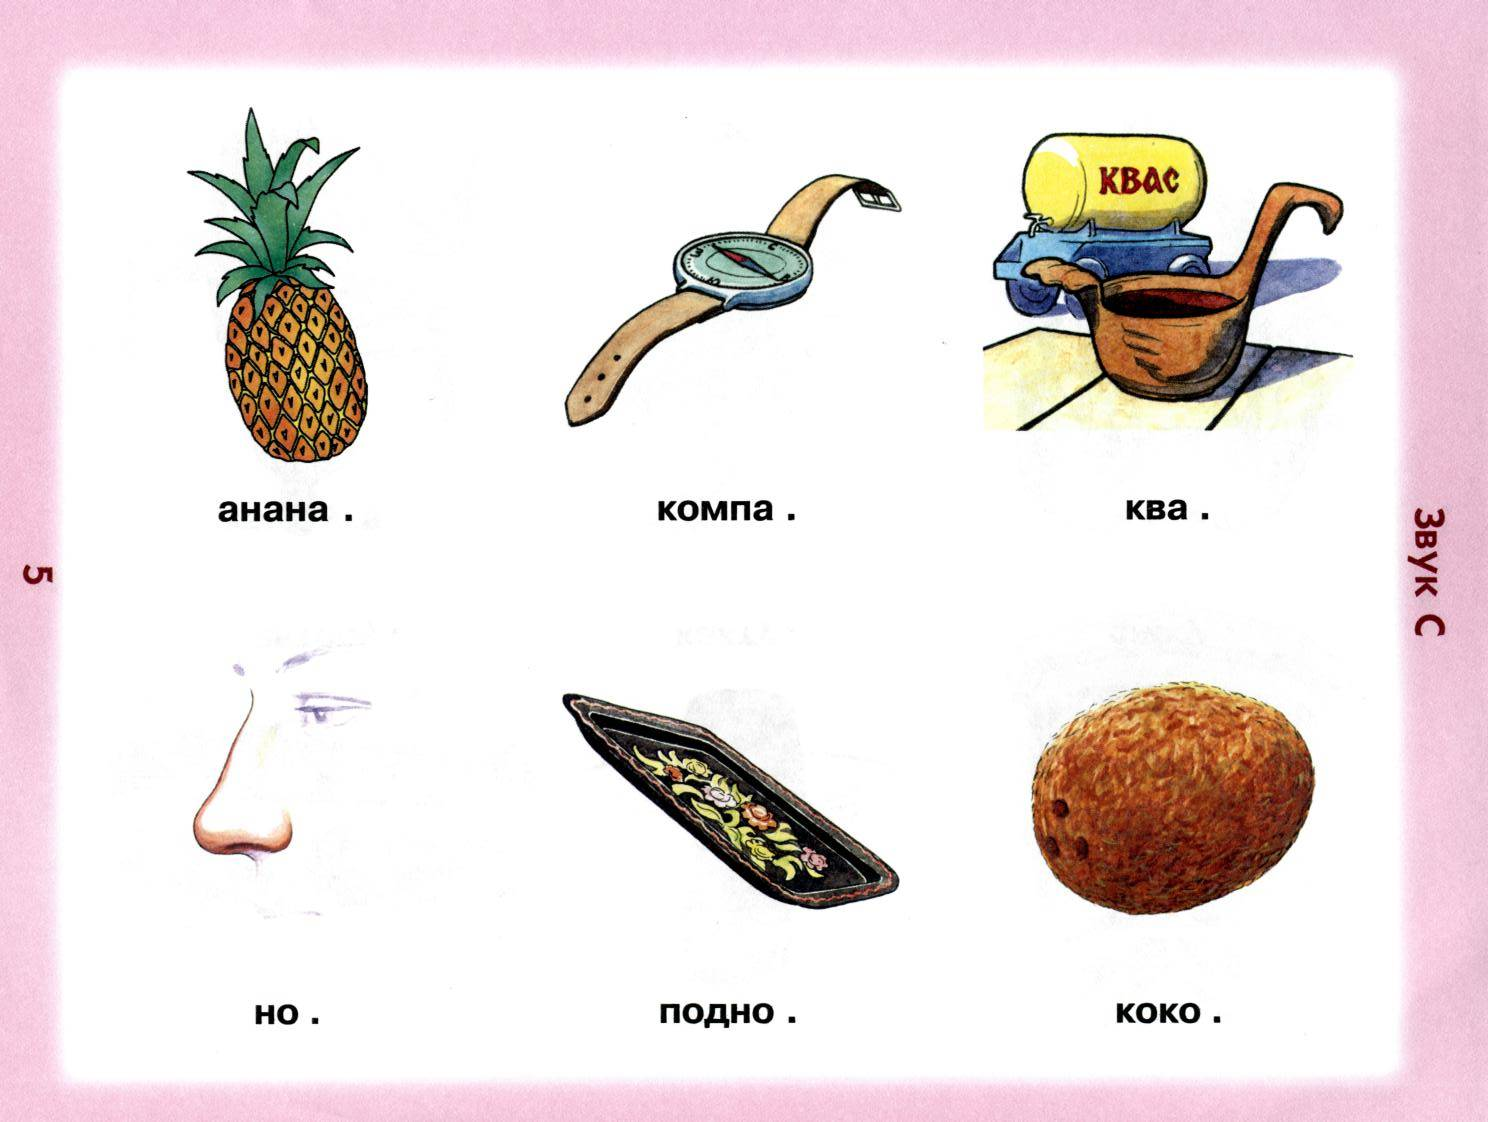 КВАС
анана .
компа .
ква .
но .
подно .
коко .
Звук С
5